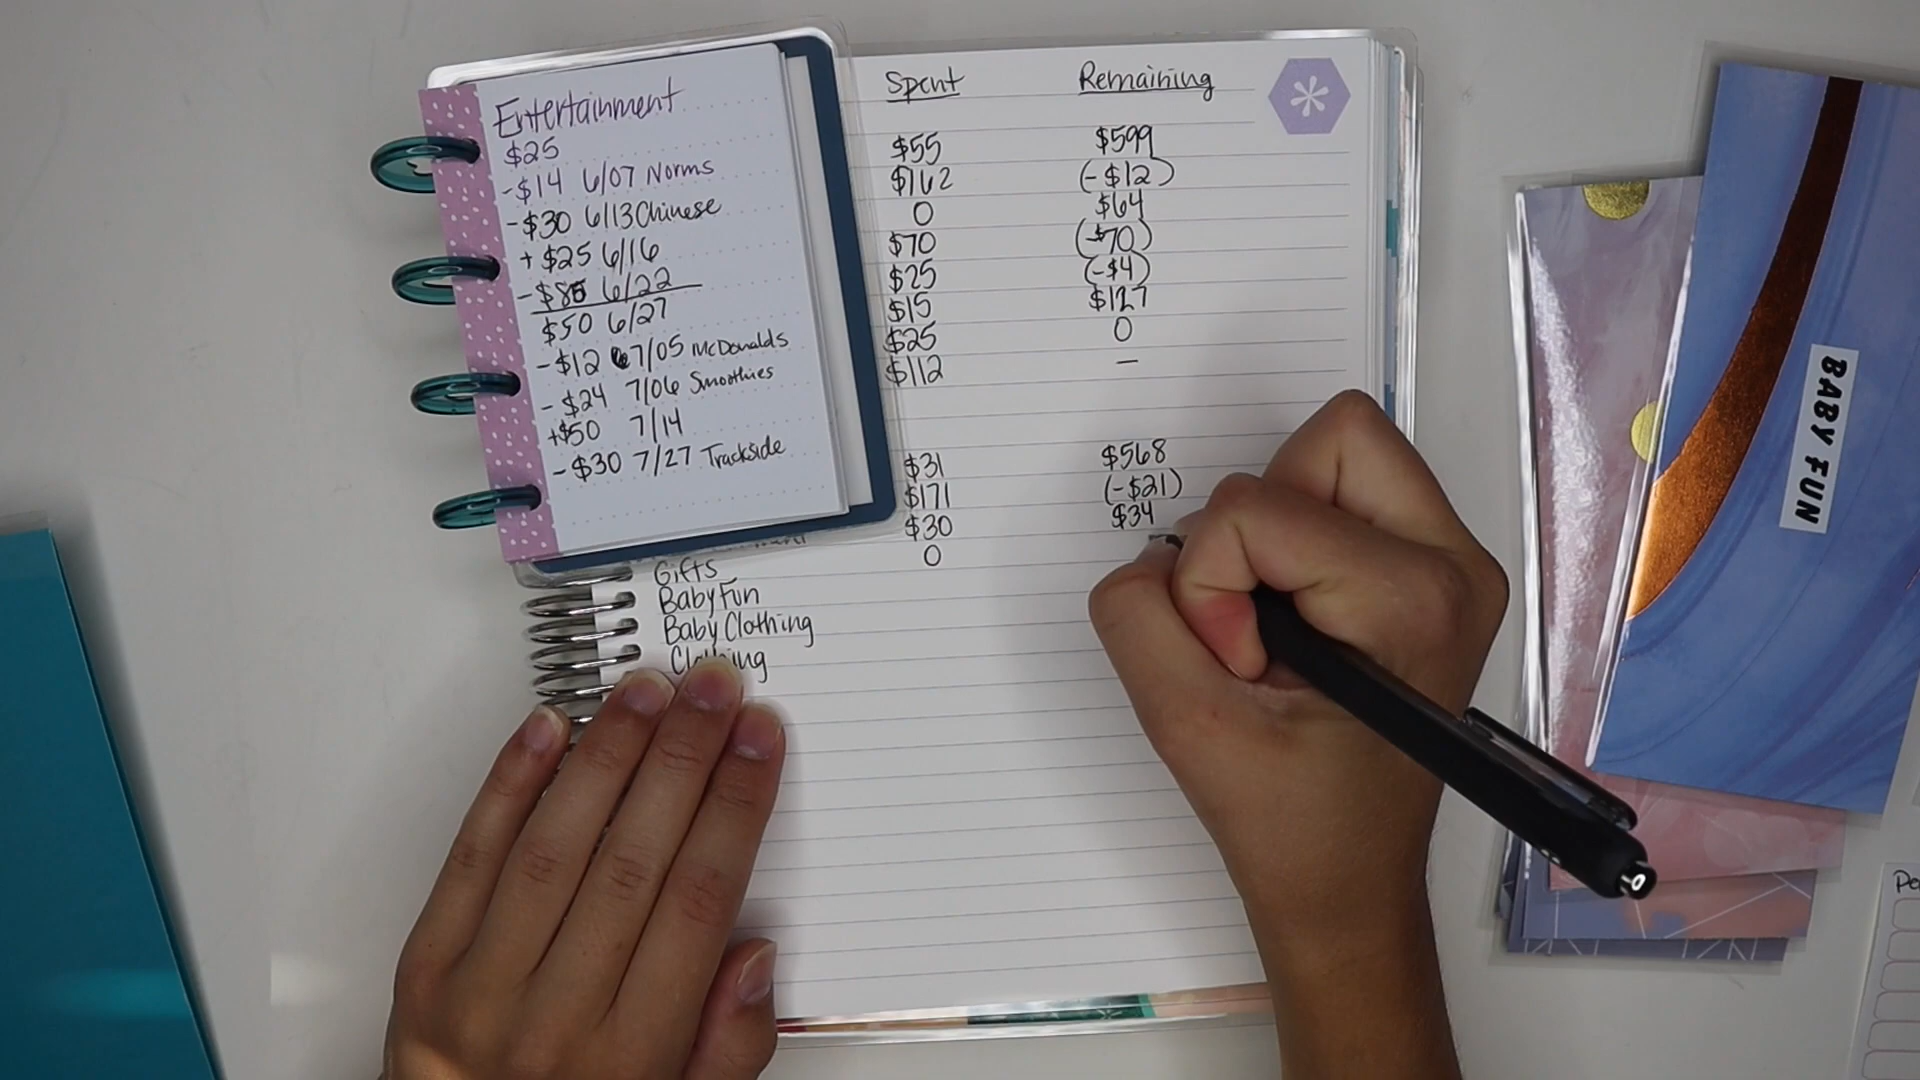 Entertainment
$25
-$14 6/07 Norms
-$30 6/13 Chinese
+$25 6/16
-$85 6/22
$50 6/27
-$12 7/05 McDonalds
-$24 7/06 Smoothies
+$50 7/14
-$30 7/27 Trackside
Spent Remaining
$55 $599
$162 (-$12)
0 $64
$70 (-$70)
$25 (-$4)
$15 $127
$25 0
$112 —
$31 $568
$171 (-$21)
$30 $34
0
Gifts
Baby Fun
Baby Clothing
Clothing
BABY FUN